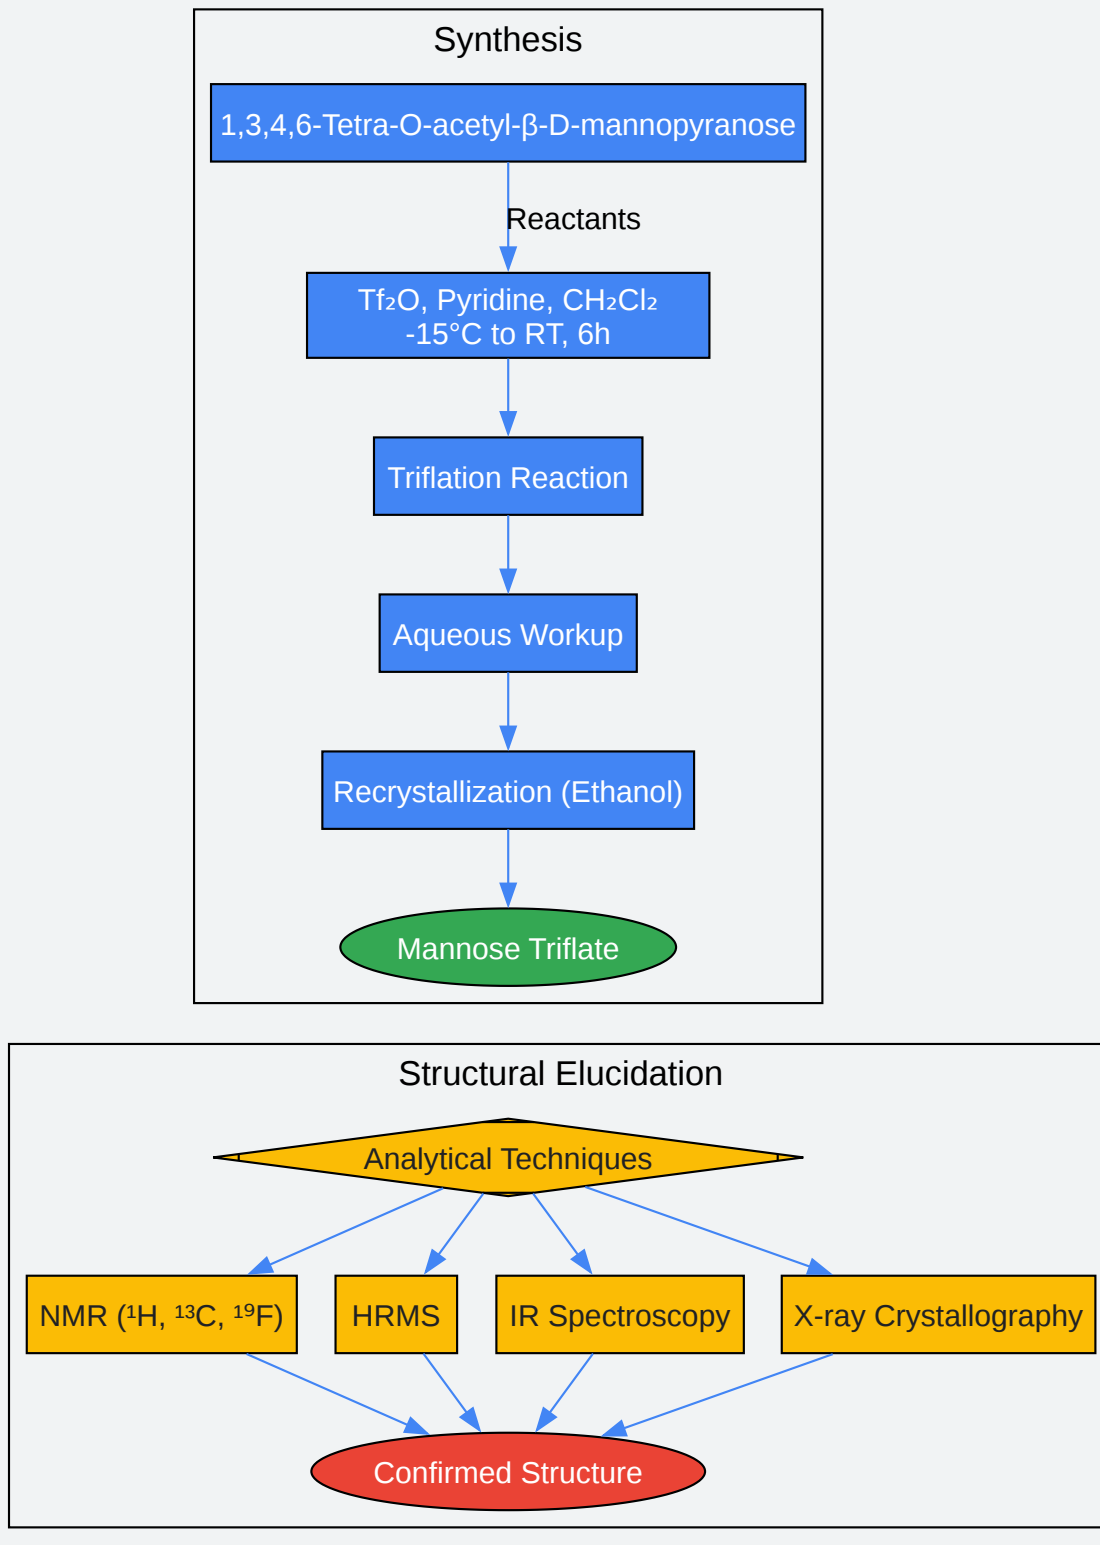 Synthesis
1,3,4,6-Tetra-O-acetyl-β-D-mannopyranose
Reactants
Tf₂O, Pyridine, CH₂Cl₂
-15°C to RT, 6h
Triflation Reaction
Aqueous Workup
Recrystallization (Ethanol)
Mannose Triflate
Structural Elucidation
Analytical Techniques
NMR (¹H, ¹³C, ¹⁹F)
HRMS
IR Spectroscopy
X-ray Crystallography
Confirmed Structure